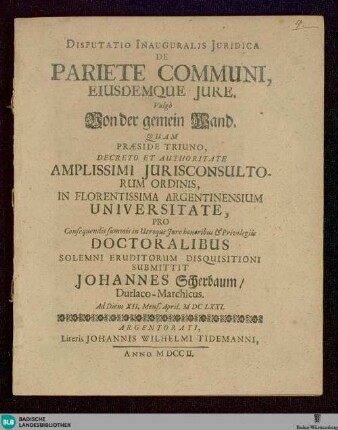 DISPUTATIO INAUGURALIS JURIDICA
DE
PARIETE COMMUNI,
EIUSDEMQUE JURE.
Vulgò
Von der gemein Wand.
QUAM
PRÆSIDE TRIUNO,
DECRETO ET AUTHORITATE
AMPLISSIMI JURISCONSULTO-
RUM ORDINIS,
IN FLORENTISSIMA ARGENTINENSIUM
UNIVERSITATE,
PRO
Consequendis summis in Utroque Jure honoribus & Privilegiis
DOCTORALIBUS
SOLEMNI ERUDITORUM DISQUISITIONI
SUBMITTIT
JOHANNES Scherbaum/
Durlaco-Marchicus.
Ad Diem XII. Mens. April. M DC LXXI.
ARGENTORATI,
Literis JOHANNIS WILHELMI TIDEMANNI,
ANNO M DCC II.
BLB
BADISCHE
LANDESBIBLIOTHEK
Baden-Württemberg